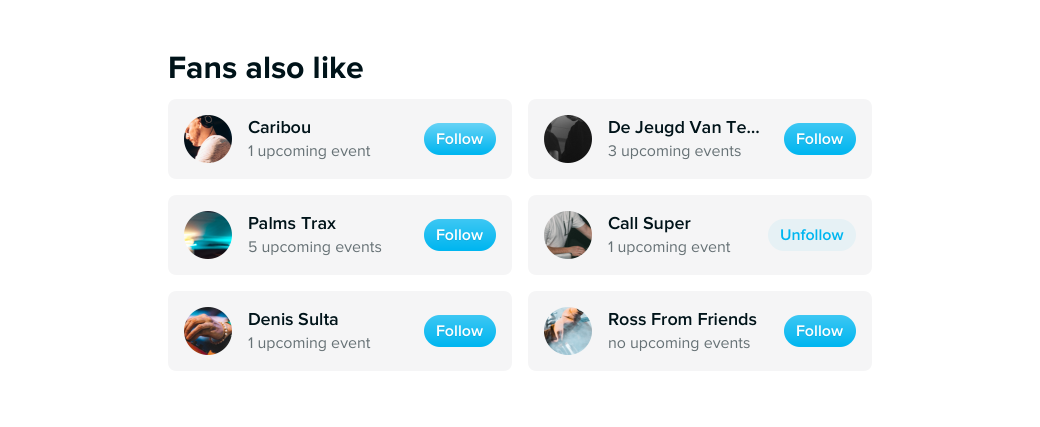 Fans also like
Caribou
1 upcoming event
Follow
De Jeugd Van Te...
3 upcoming events
Follow
Palms Trax
5 upcoming events
Follow
Call Super
1 upcoming event
Unfollow
Denis Sulta
1 upcoming event
Follow
Ross From Friends
no upcoming events
Follow